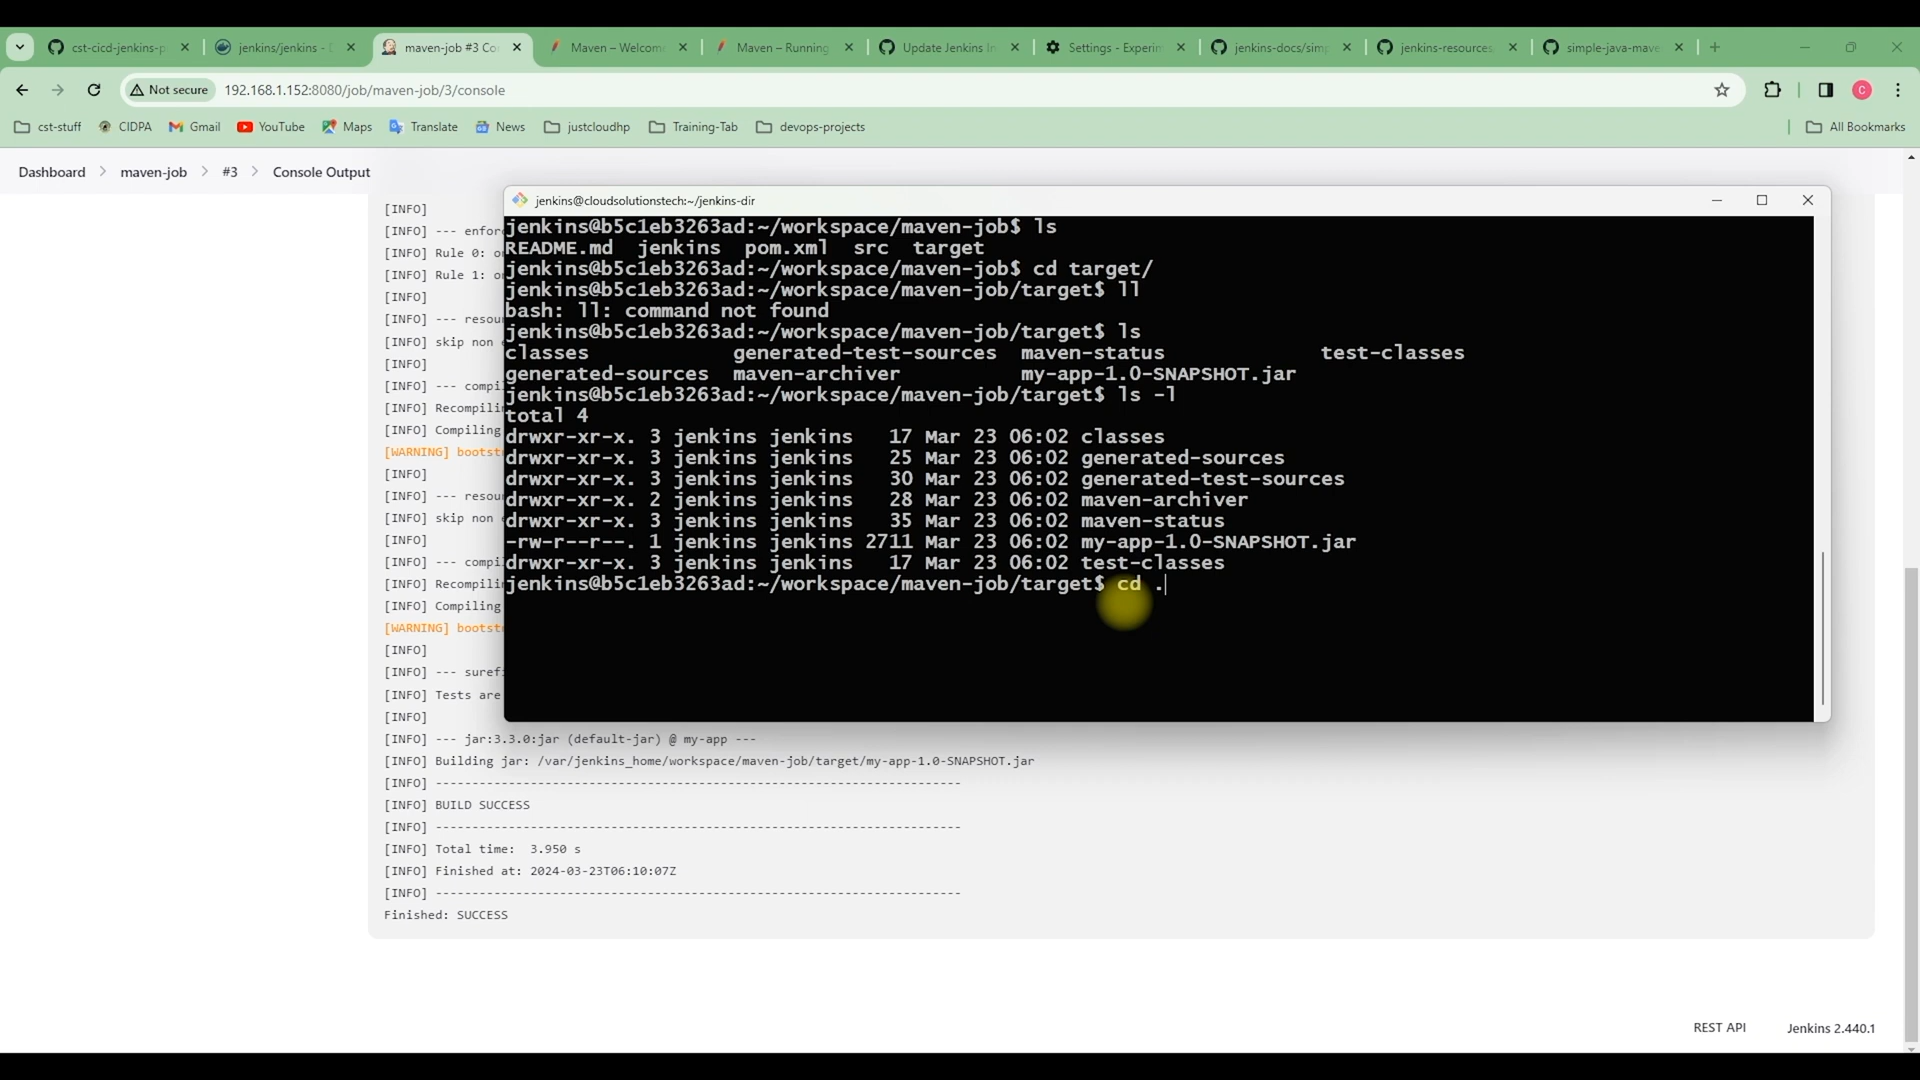 cst-cicd-jenkins-p
jenkins/jenkins - D
maven-job #3 Co
Maven – Welcom
Maven – Running
Update Jenkins In
Settings - Experim
jenkins-docs/simp
jenkins-resources
simple-java-mave
Not secure
192.168.1.152:8080/job/maven-job/3/console
C
cst-stuff
CIDPA
Gmail
YouTube
Maps
Translate
News
justcloudhp
Training-Tab
devops-projects
All Bookmarks
Dashboard > maven-job > #3 > Console Output
jenkins@cloudsolutionstech:~/jenkins-dir
jenkins@b5c1eb3263ad:~/workspace/maven-job$ ls
README.md jenkins pom.xml src target
jenkins@b5c1eb3263ad:~/workspace/maven-job$ cd target/
jenkins@b5c1eb3263ad:~/workspace/maven-job/target$ ll
bash: ll: command not found
jenkins@b5c1eb3263ad:~/workspace/maven-job/target$ ls
classes generated-test-sources maven-status test-classes
generated-sources maven-archiver my-app-1.0-SNAPSHOT.jar
jenkins@b5c1eb3263ad:~/workspace/maven-job/target$ ls -l
total 4
drwxr-xr-x. 3 jenkins jenkins 17 Mar 23 06:02 classes
drwxr-xr-x. 3 jenkins jenkins 25 Mar 23 06:02 generated-sources
drwxr-xr-x. 3 jenkins jenkins 30 Mar 23 06:02 generated-test-sources
drwxr-xr-x. 2 jenkins jenkins 28 Mar 23 06:02 maven-archiver
drwxr-xr-x. 3 jenkins jenkins 35 Mar 23 06:02 maven-status
-rw-r--r--. 1 jenkins jenkins 2711 Mar 23 06:02 my-app-1.0-SNAPSHOT.jar
drwxr-xr-x. 3 jenkins jenkins 17 Mar 23 06:02 test-classes
jenkins@b5c1eb3263ad:~/workspace/maven-job/target$ cd .
[INFO]
[INFO] --- enfor
[INFO] Rule 0: o
[INFO] Rule 1: o
[INFO]
[INFO] --- resou
[INFO] skip non
[INFO]
[INFO] --- compi
[INFO] Recompili
[INFO] Compiling
[WARNING] bootst
[INFO]
[INFO] --- resou
[INFO] skip non
[INFO]
[INFO] --- compi
[INFO] Recompili
[INFO] Compiling
[WARNING] bootst
[INFO]
[INFO] --- surefi
[INFO] Tests are
[INFO]
[INFO] --- jar:3.3.0:jar (default-jar) @ my-app ---
[INFO] Building jar: /var/jenkins_home/workspace/maven-job/target/my-app-1.0-SNAPSHOT.jar
[INFO] ------------------------------------------------------------------------
[INFO] BUILD SUCCESS
[INFO] ------------------------------------------------------------------------
[INFO] Total time: 3.950 s
[INFO] Finished at: 2024-03-23T06:10:07Z
[INFO] ------------------------------------------------------------------------
Finished: SUCCESS
REST API
Jenkins 2.440.1